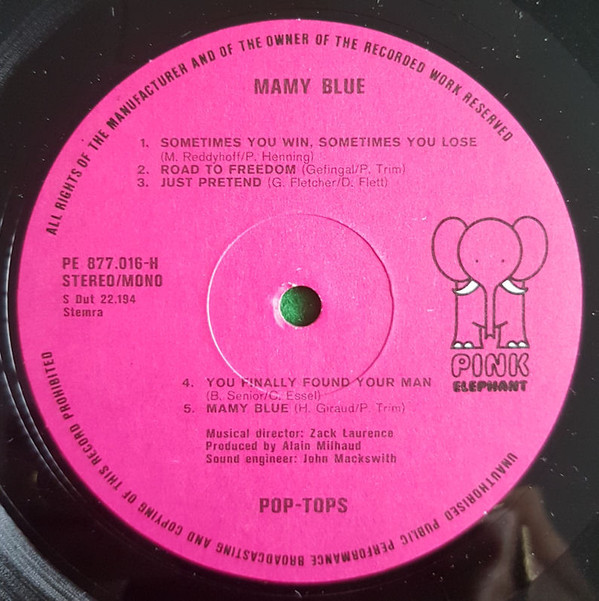 ALL RIGHTS OF THE MANUFACTURER AND OF THE OWNER OF THE RECORDED WORK RESERVED
MAMY BLUE
1. SOMETIMES YOU WIN, SOMETIMES YOU LOSE
(M. Reddyhoff/P. Henning)
2. ROAD TO FREEDOM (Gefingal/P. Trim)
3. JUST PRETEND (G. Fletcher/D. Flett)
PE 877.016-H
STEREO/MONO
S Dut 22.194
Stemra
PINK
ELEPHANT
4. YOU FINALLY FOUND YOUR MAN
(B. Senior/C. Essel)
5. MAMY BLUE (H. Giraud/P. Trim)
Musical director: Zack Laurence
Produced by Alain Milhaud
Sound engineer: John Mackswith
POP-TOPS
UNAUTHORISED PUBLIC PERFORMANCE BROADCASTING AND COPYING OF THIS RECORD PROHIBITED